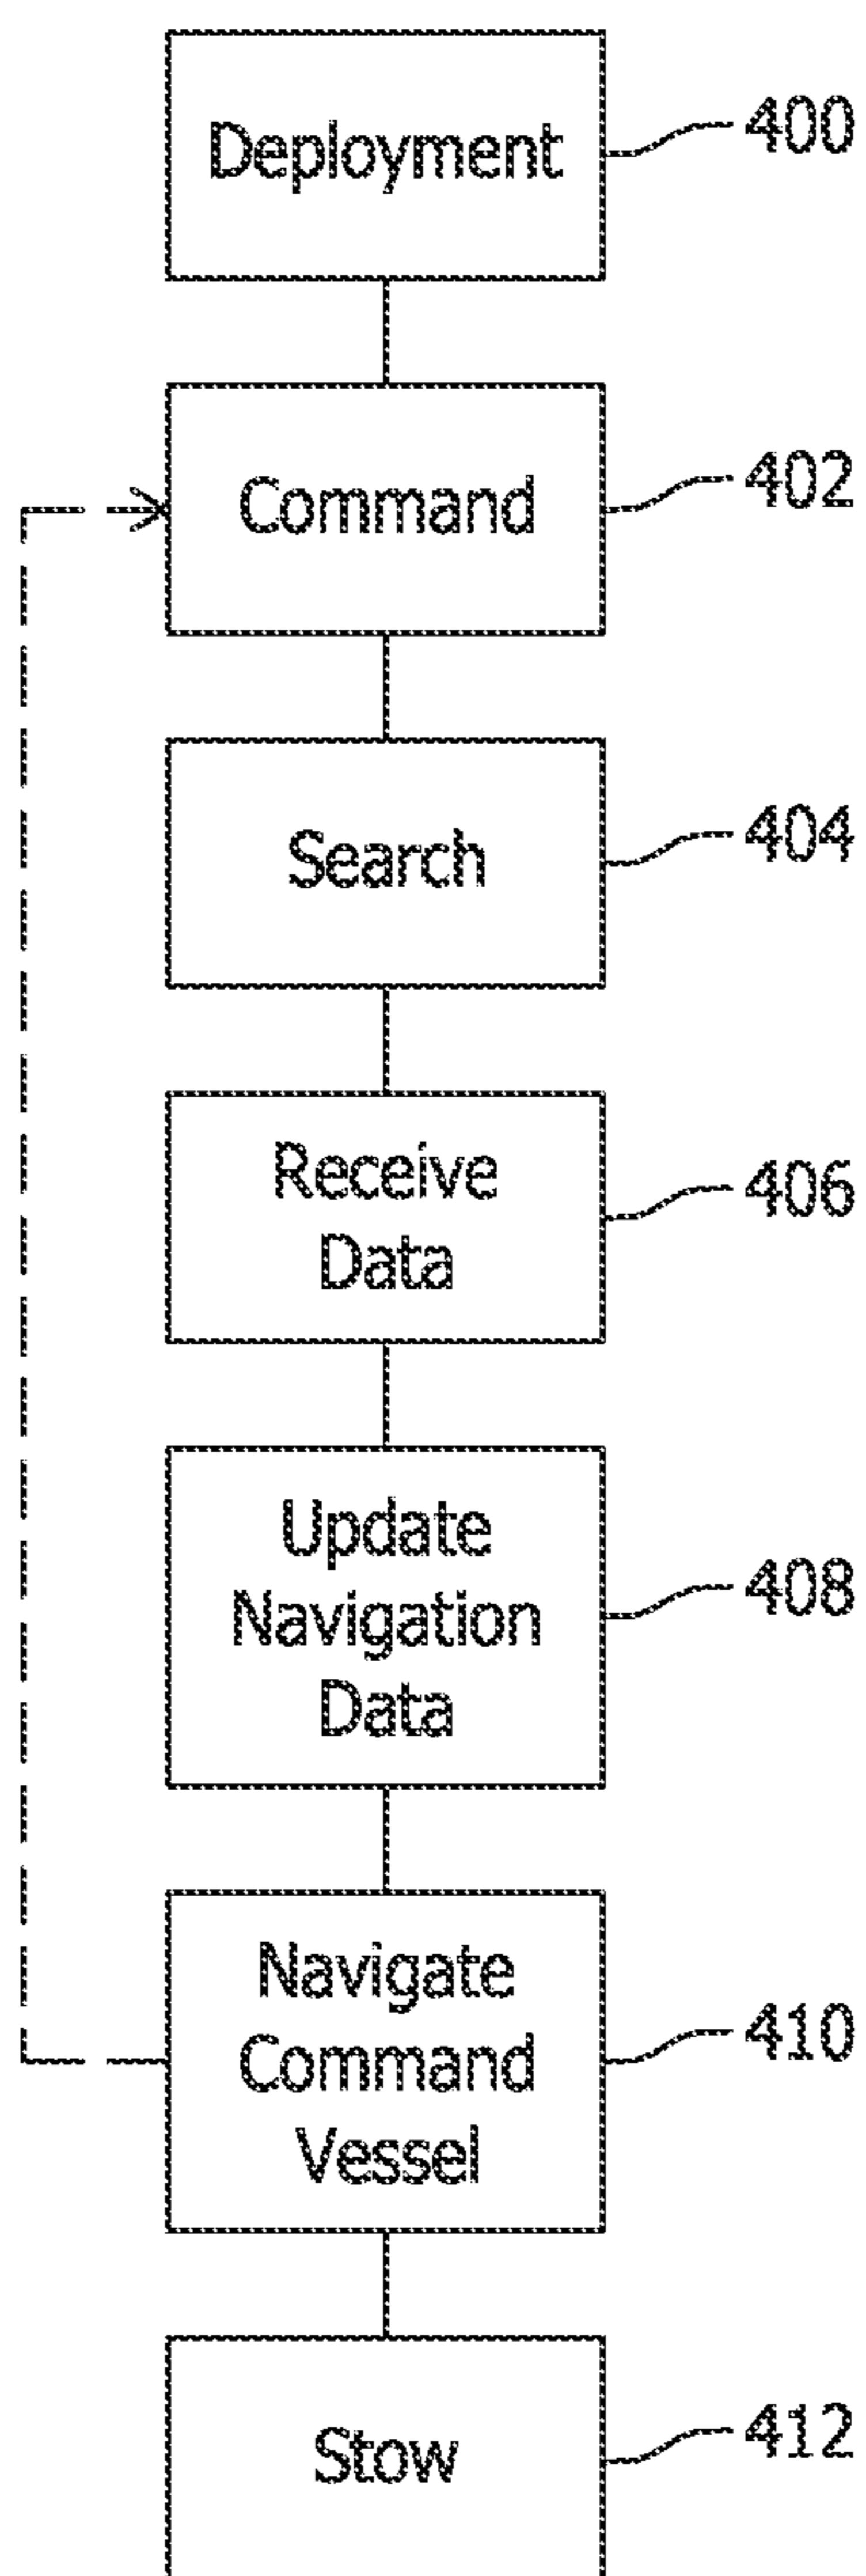 Deployment
400
Command
402
Search
404
Receive
Data
406
Update
Navigation
Data
408
Navigate
Command
Vessel
410
Stow
412